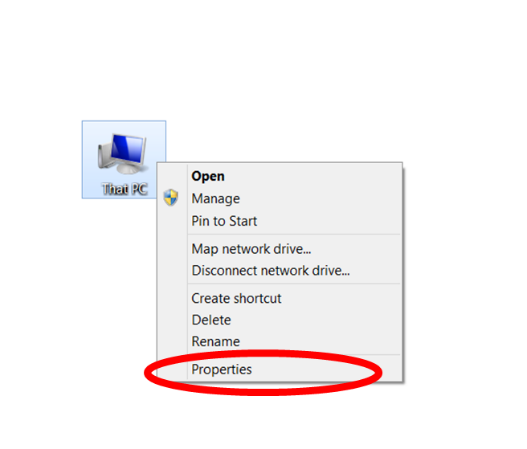 That PC
Open
Manage
Pin to Start
Map network drive...
Disconnect network drive...
Create shortcut
Delete
Rename
Properties